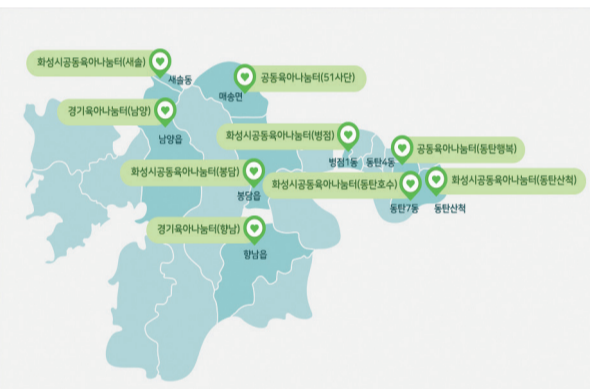 화성시공동육아나눔터(새솔)
새솔동
공동육아나눔터(51사단)
매송면
경기육아나눔터(남양)
남양읍
화성시공동육아나눔터(병점)
병점1동
동탄4동
공동육아나눔터(동탄행복)
화성시공동육아나눔터(봉담)
봉담읍
화성시공동육아나눔터(동탄호수)
동탄7동
화성시공동육아나눔터(동탄산척)
동탄산척
경기육아나눔터(향남)
향남읍